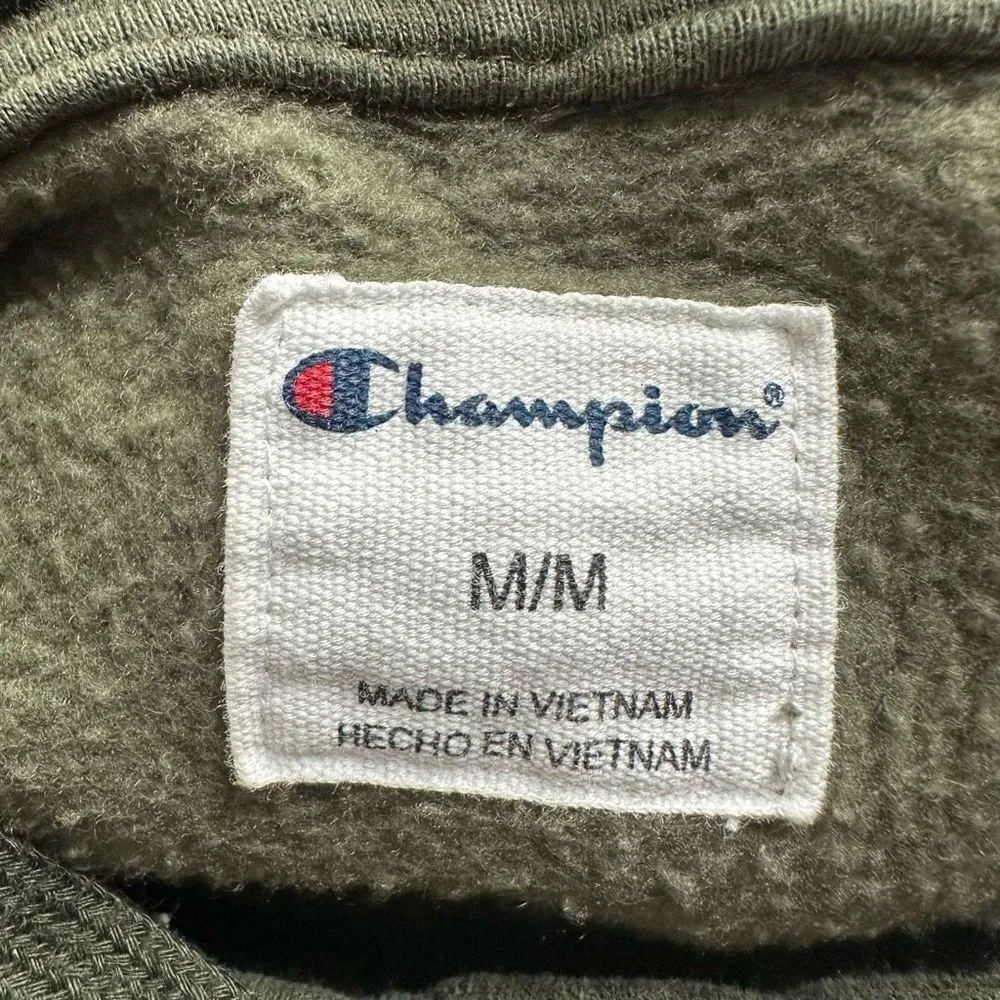 Champion®
M/M
MADE IN VIETNAM
HECHO EN VIETNAM